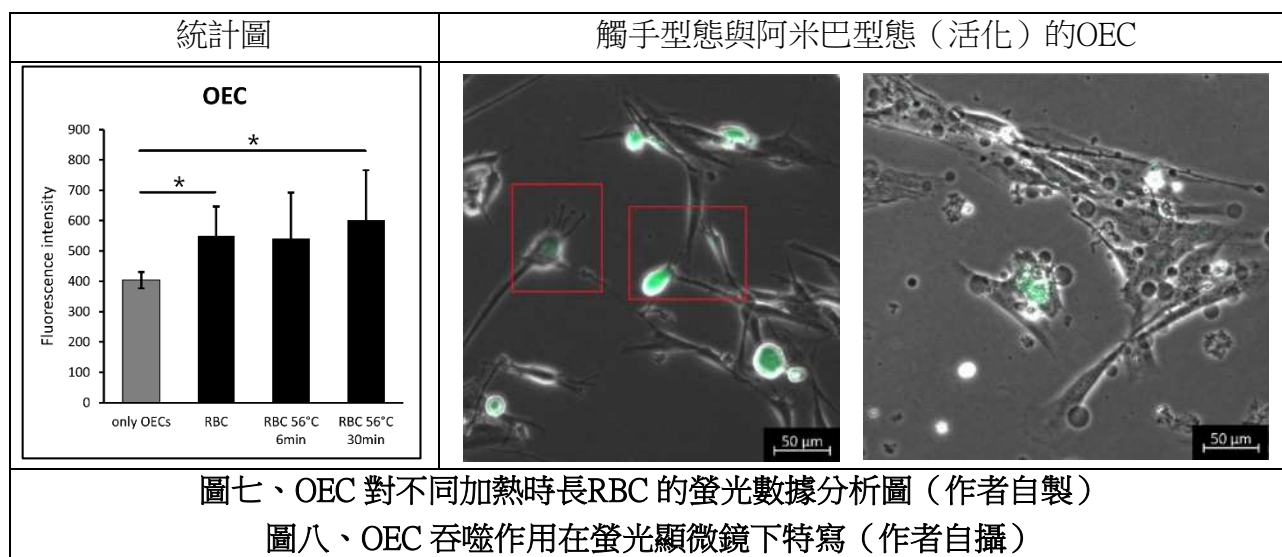 統計圖
觸手型態與阿米巴型態（活化）的OEC
OEC
900
800
700
600
500
400
300
200
100
0
Fluorescence intensity
*
*
only OECs
RBC
RBC 56°C
6min
RBC 56°C
30min
50 µm
50 µm
圖七、OEC 對不同加熱時長RBC 的螢光數據分析圖（作者自製）
圖八、OEC 吞噬作用在螢光顯微鏡下特寫（作者自攝）